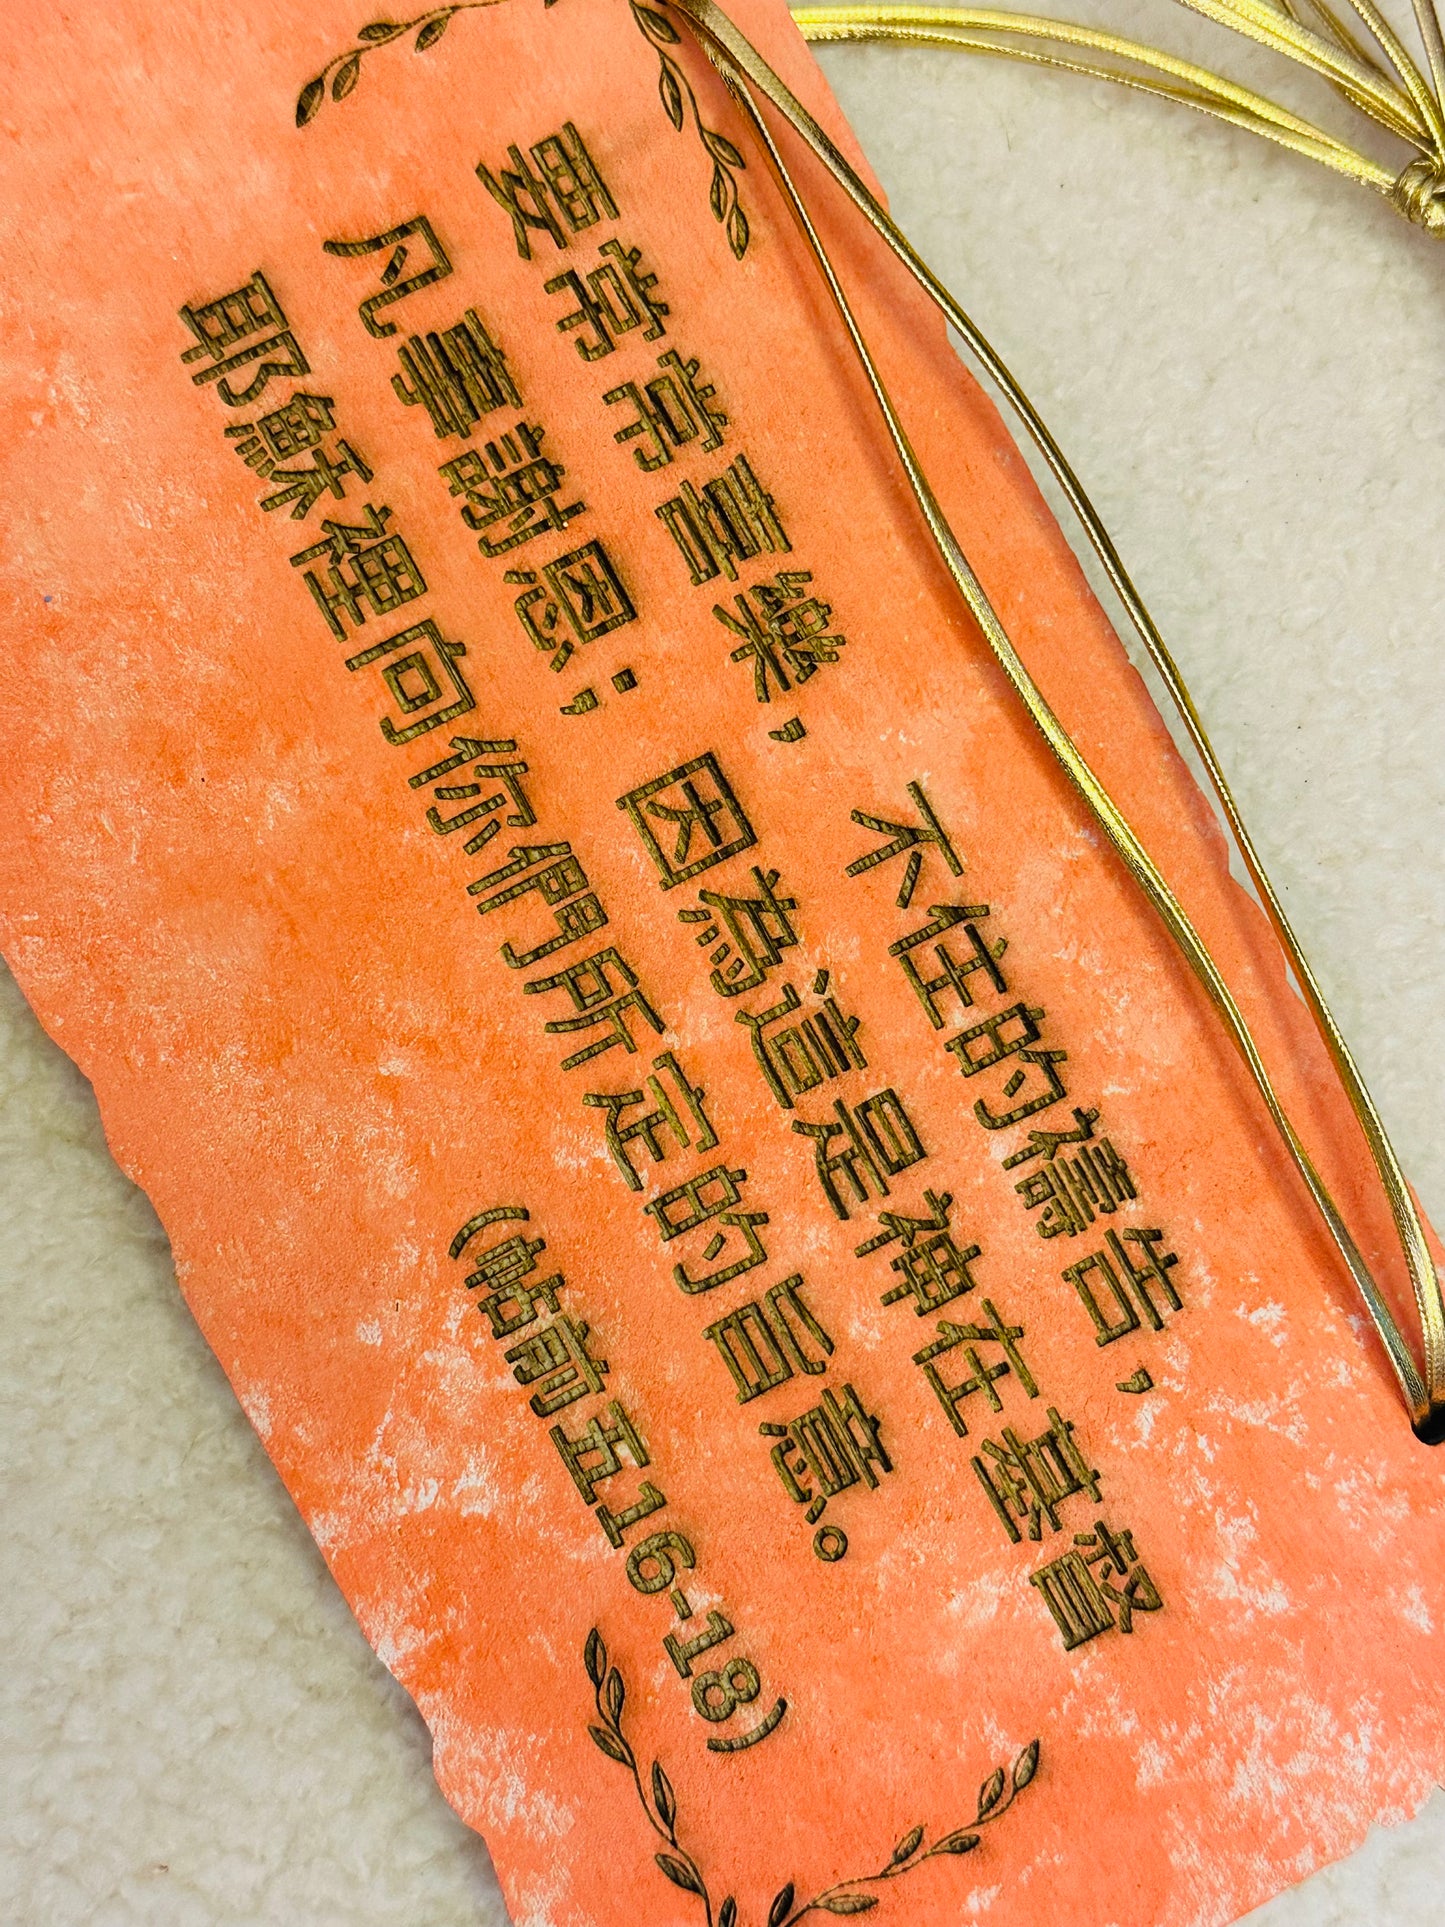 要常常喜樂，不住的禱告，
凡事謝恩；因為這是神在基督
耶穌裡向你們所定的旨意。
(帖前五16-18)